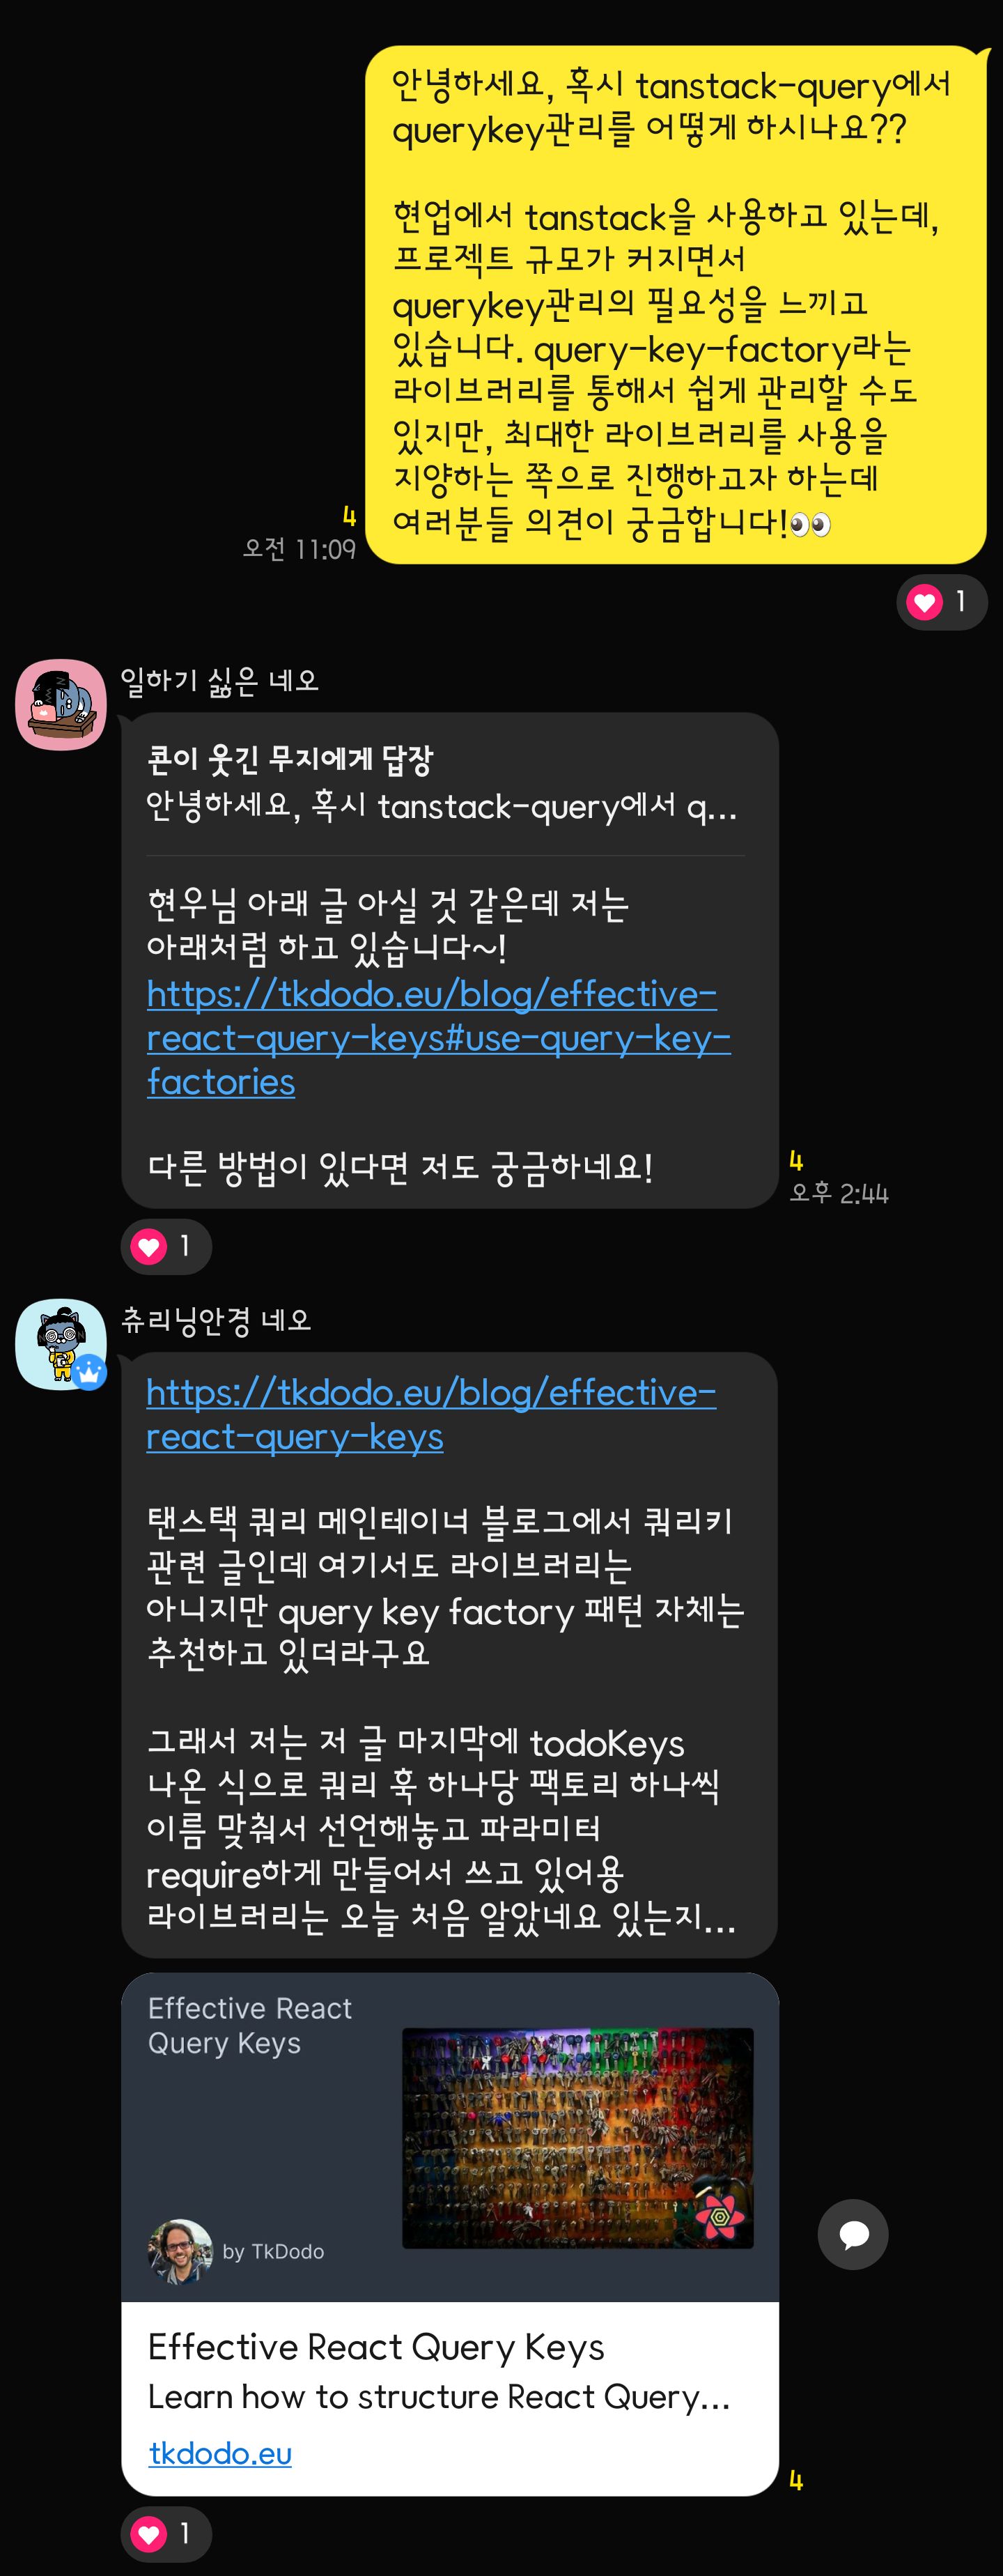 안녕하세요, 혹시 tanstack-query에서
querykey관리를 어떻게 하시나요??
현업에서 tanstack을 사용하고 있는데,
프로젝트 규모가 커지면서
querykey관리의 필요성을 느끼고
있습니다. query-key-factory라는
라이브러리를 통해서 쉽게 관리할 수도
있지만, 최대한 라이브러리를 사용을
지양하는 쪽으로 진행하고자 하는데
여러분들 의견이 궁금합니다!👀
4
오전 11:09
1
일하기 싫은 네오
콘이 웃긴 무지에게 답장
안녕하세요, 혹시 tanstack-query에서 q...
현우님 아래 글 아실 것 같은데 저는
아래처럼 하고 있습니다~!
https://tkdodo.eu/blog/effective-
react-query-keys#use-query-key-
factories
다른 방법이 있다면 저도 궁금하네요!
4
오후 2:44
1
츄리닝안경 네오
https://tkdodo.eu/blog/effective-
react-query-keys
탠스택 쿼리 메인테이너 블로그에서 쿼리키
관련 글인데 여기서도 라이브러리는
아니지만 query key factory 패턴 자체는
추천하고 있더라구요
그래서 저는 저 글 마지막에 todoKeys
나온 식으로 쿼리 훅 하나당 팩토리 하나씩
이름 맞춰서 선언해놓고 파라미터
require하게 만들어서 쓰고 있어용
라이브러리는 오늘 처음 알았네요 있는지...
Effective React
Query Keys
by TkDodo
Effective React Query Keys
Learn how to structure React Query...
tkdodo.eu
4
1